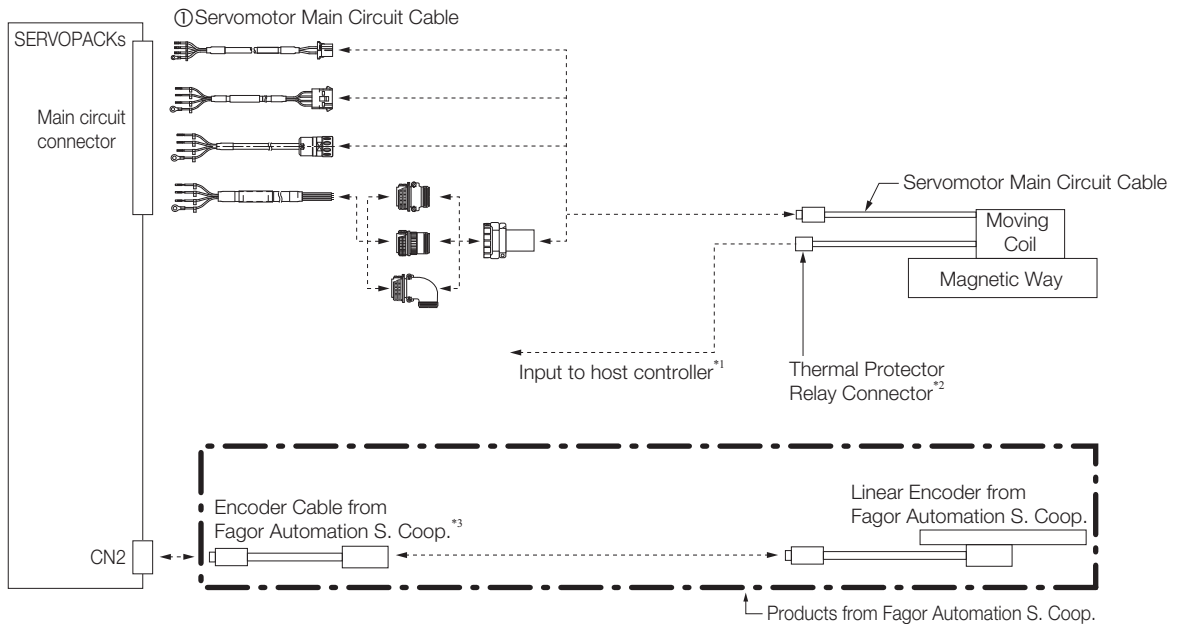 ①Servomotor Main Circuit Cable
SERVOPACKs
Main circuit
connector
Servomotor Main Circuit Cable
Moving
Coil
Magnetic Way
Input to host controller*1
Thermal Protector
Relay Connector*2
Encoder Cable from
Fagor Automation S. Coop.*3
Linear Encoder from
Fagor Automation S. Coop.
CN2
Products from Fagor Automation S. Coop.